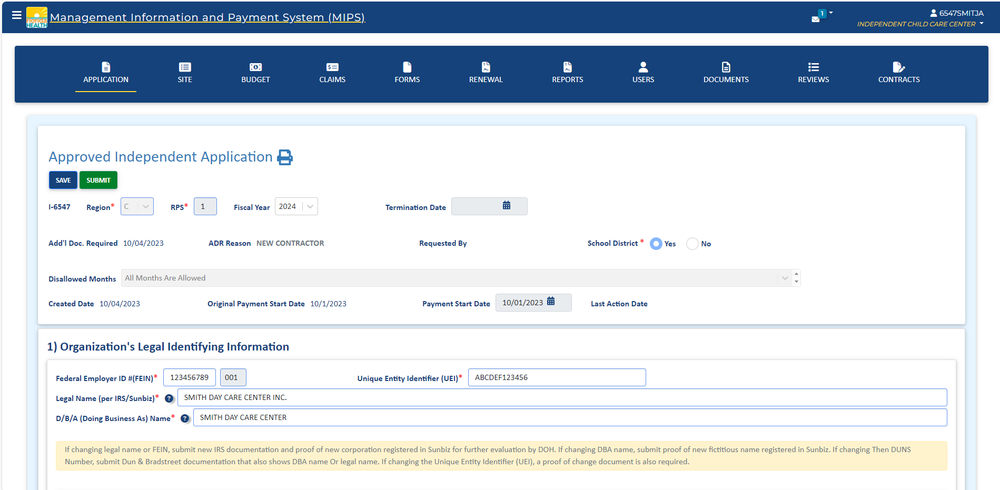 Florida HEALTH Management Information and Payment System (MIPS) 1 6547SMITJA
INDEPENDENT CHILD CARE CENTER
APPLICATION SITE BUDGET CLAIMS FORMS RENEWAL REPORTS USERS DOCUMENTS REVIEWS CONTRACTS
Approved Independent Application
SAVE SUBMIT
I-6547 Region* C RPS* 1 Fiscal Year 2024 Termination Date
Add'l Doc. Required 10/04/2023 ADR Reason NEW CONTRACTOR Requested By School District * Yes No
Disallowed Months All Months Are Allowed
Created Date 10/04/2023 Original Payment Start Date 10/1/2023 Payment Start Date 10/01/2023 Last Action Date
1) Organization's Legal Identifying Information
Federal Employer ID #(FEIN)* 123456789 001 Unique Entity Identifier (UEI)* ABCDEF123456
Legal Name (per IRS/Sunbiz)* ? SMITH DAY CARE CENTER INC.
D/B/A (Doing Business As) Name* ? SMITH DAY CARE CENTER
If changing legal name or FEIN, submit new IRS documentation and proof of new corporation registered in Sunbiz for further evaluation by DOH. If changing DBA name, submit proof of new fictitious name registered in Sunbiz. If changing Then DUNS
Number, submit Dun & Bradstreet documentation that also shows DBA name Or legal name. If changing the Unique Entity Identifier (UEI), a proof of change document is also required.